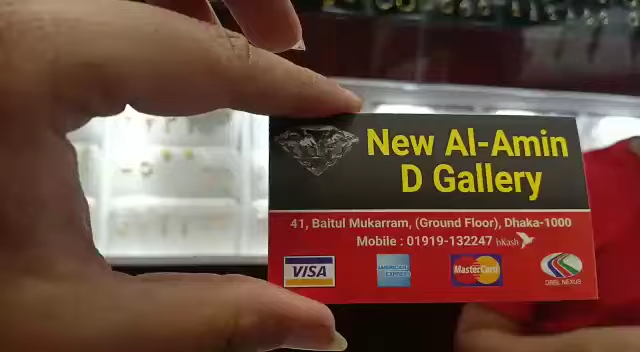 New Al-Amin
D Gallery
41, Baitul Mukarram, (Ground Floor), Dhaka-1000
Mobile : 01919-132247 bKash
VISA
AMERICAN EXPRESS
MasterCard
DBBL NEXUS